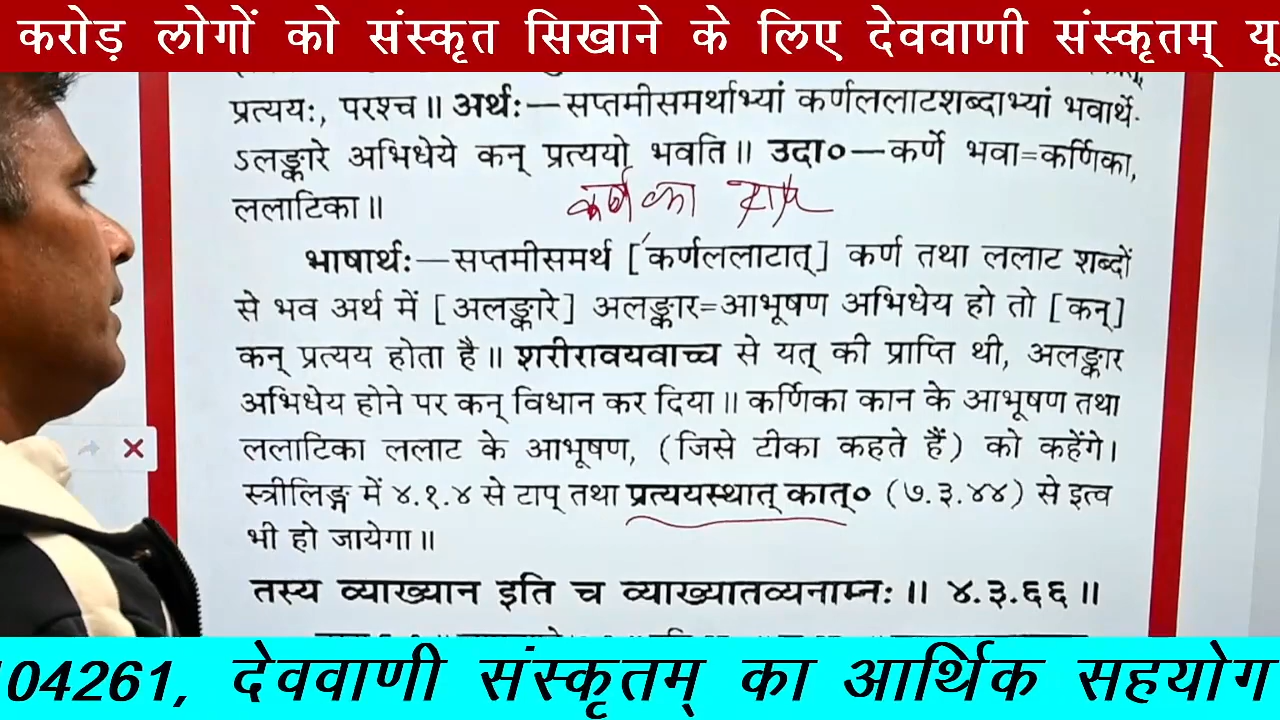 करोड़ लोगों को संस्कृत सिखाने के लिए देववाणी संस्कृतम् यू
प्रत्ययः, परश्च॥ अर्थः—सप्तमीसमर्थाभ्यां कर्णललाटशब्दाभ्यां भवार्थे-
ऽलङ्कारे अभिधेये कन् प्रत्ययो भवति॥ उदा०—कर्णे भवा=कर्णिका,
ललाटिका॥
भाषार्थः—सप्तमीसमर्थ [कर्णललाटात्] कर्ण तथा ललाट शब्दों
से भव अर्थ में [अलङ्कारे] अलङ्कार=आभूषण अभिधेय हो तो [कन्]
कन् प्रत्यय होता है॥ शरीरावयवाच्च से यत् की प्राप्ति थी, अलङ्कार
अभिधेय होने पर कन् विधान कर दिया॥ कर्णिका कान के आभूषण तथा
ललाटिका ललाट के आभूषण, (जिसे टीका कहते हैं) को कहेंगे।
स्त्रीलिङ्ग में ४.१.४ से टाप् तथा प्रत्ययस्थात् कात्० (७.३.४४) से इत्व
भी हो जायेगा॥
तस्य व्याख्यान इति च व्याख्यातव्यनाम्नः॥ ४.३.६६॥
04261, देववाणी संस्कृतम् का आर्थिक सहयोग